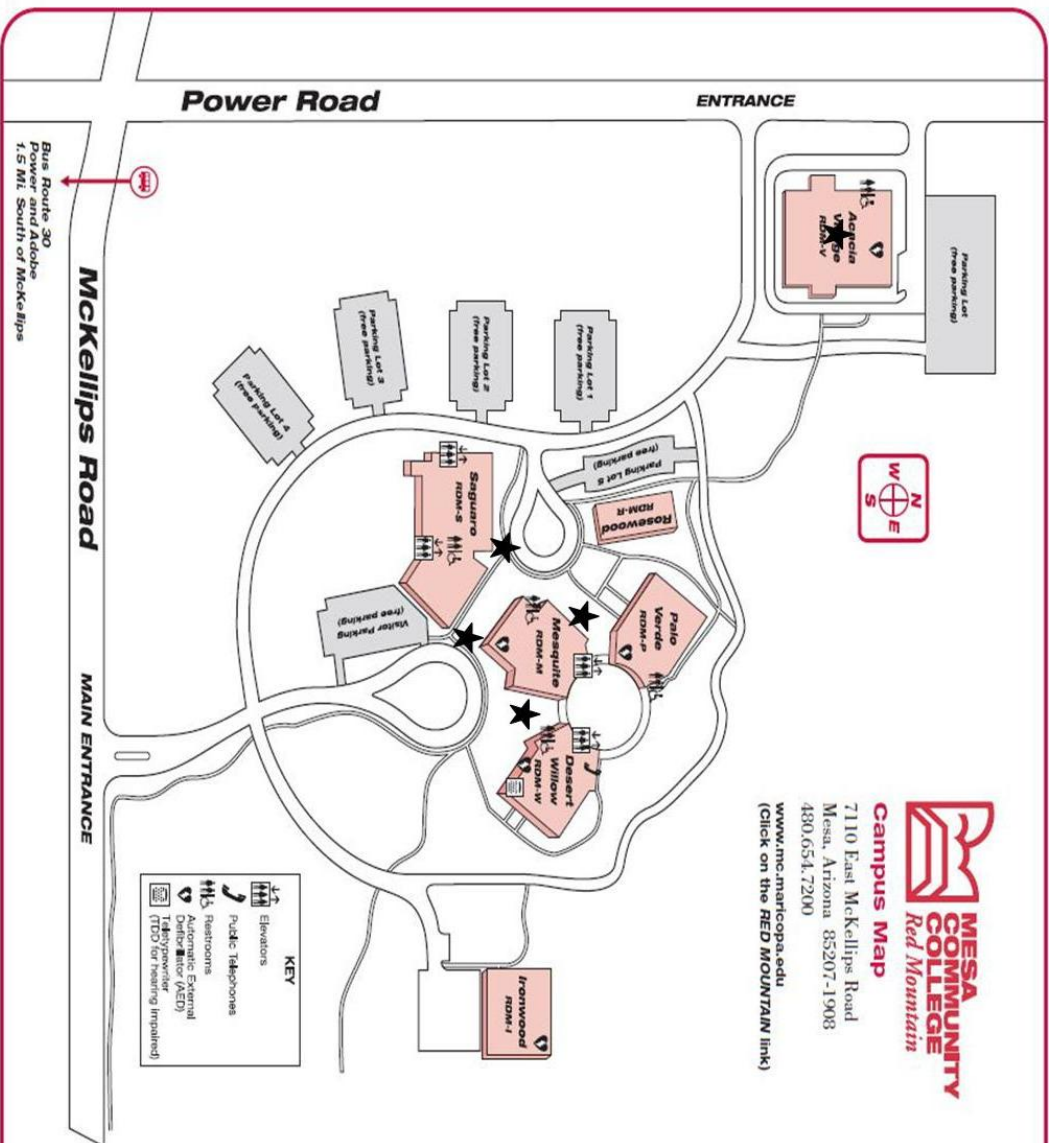 MESA
COMMUNITY
COLLEGE
Red Mountain
Campus Map
7110 East McKellips Road
Mesa, Arizona 85207-1908
480.654.7200
www.mc.maricopa.edu
(Click on the RED MOUNTAIN link)
N
W E
S
Power Road
ENTRANCE
Bus Route 30
Power and Adobe
1.5 Mi. South of McKellips
McKellips Road
MAIN ENTRANCE
Parking Lot
(free parking)
Acacia
RDM-V
Parking Lot 1
(free parking)
Parking Lot 2
(free parking)
Parking Lot 3
(free parking)
Parking Lot 4
(free parking)
Parking Lot 5
(free parking)
Rosewood
RDM-R
Saguaro
RDM-S
Visitor Parking
(free parking)
Mesquite
RDM-M
Palo
Verde
RDM-P
Desert
Willow
RDM-W
Ironwood
RDM-I
KEY
Elevators
Public Telephones
Restrooms
Automatic External
Defibrillator (AED)
Teletypewriter
(TDD for hearing impaired)